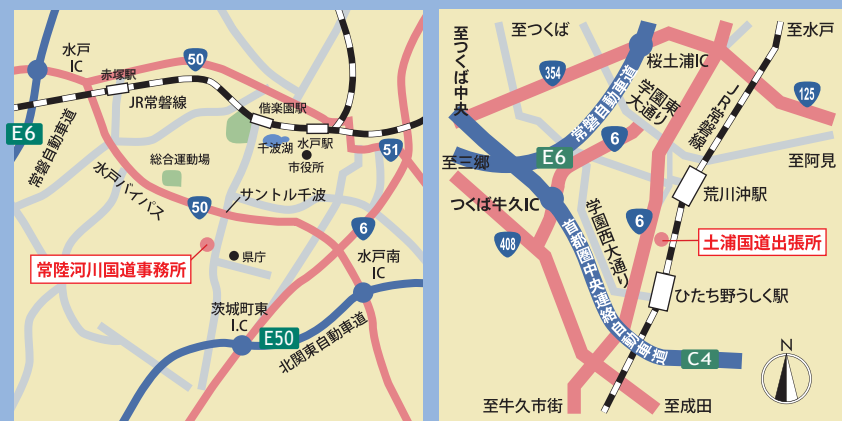 水戸
IC
50
赤塚駅
JR常磐線
偕楽園駅
E6
常磐自動車道
千波湖
水戸駅
市役所
51
総合運動場
水戸バイパス
50
サントル千波
6
水戸南
IC
県庁
常陸河川国道事務所
茨城町東
I.C
E50
北関東自動車道
至つくば中央
至つくば
桜土浦IC
至水戸
354
常磐自動車道
学園東
大通り
JR常磐線
125
6
至三郷
E6
至阿見
つくば牛久IC
荒川沖駅
学園西大通り
6
408
土浦国道出張所
首都圏中央連絡自動車道
ひたち野うしく駅
C4
N
至牛久市街
至成田